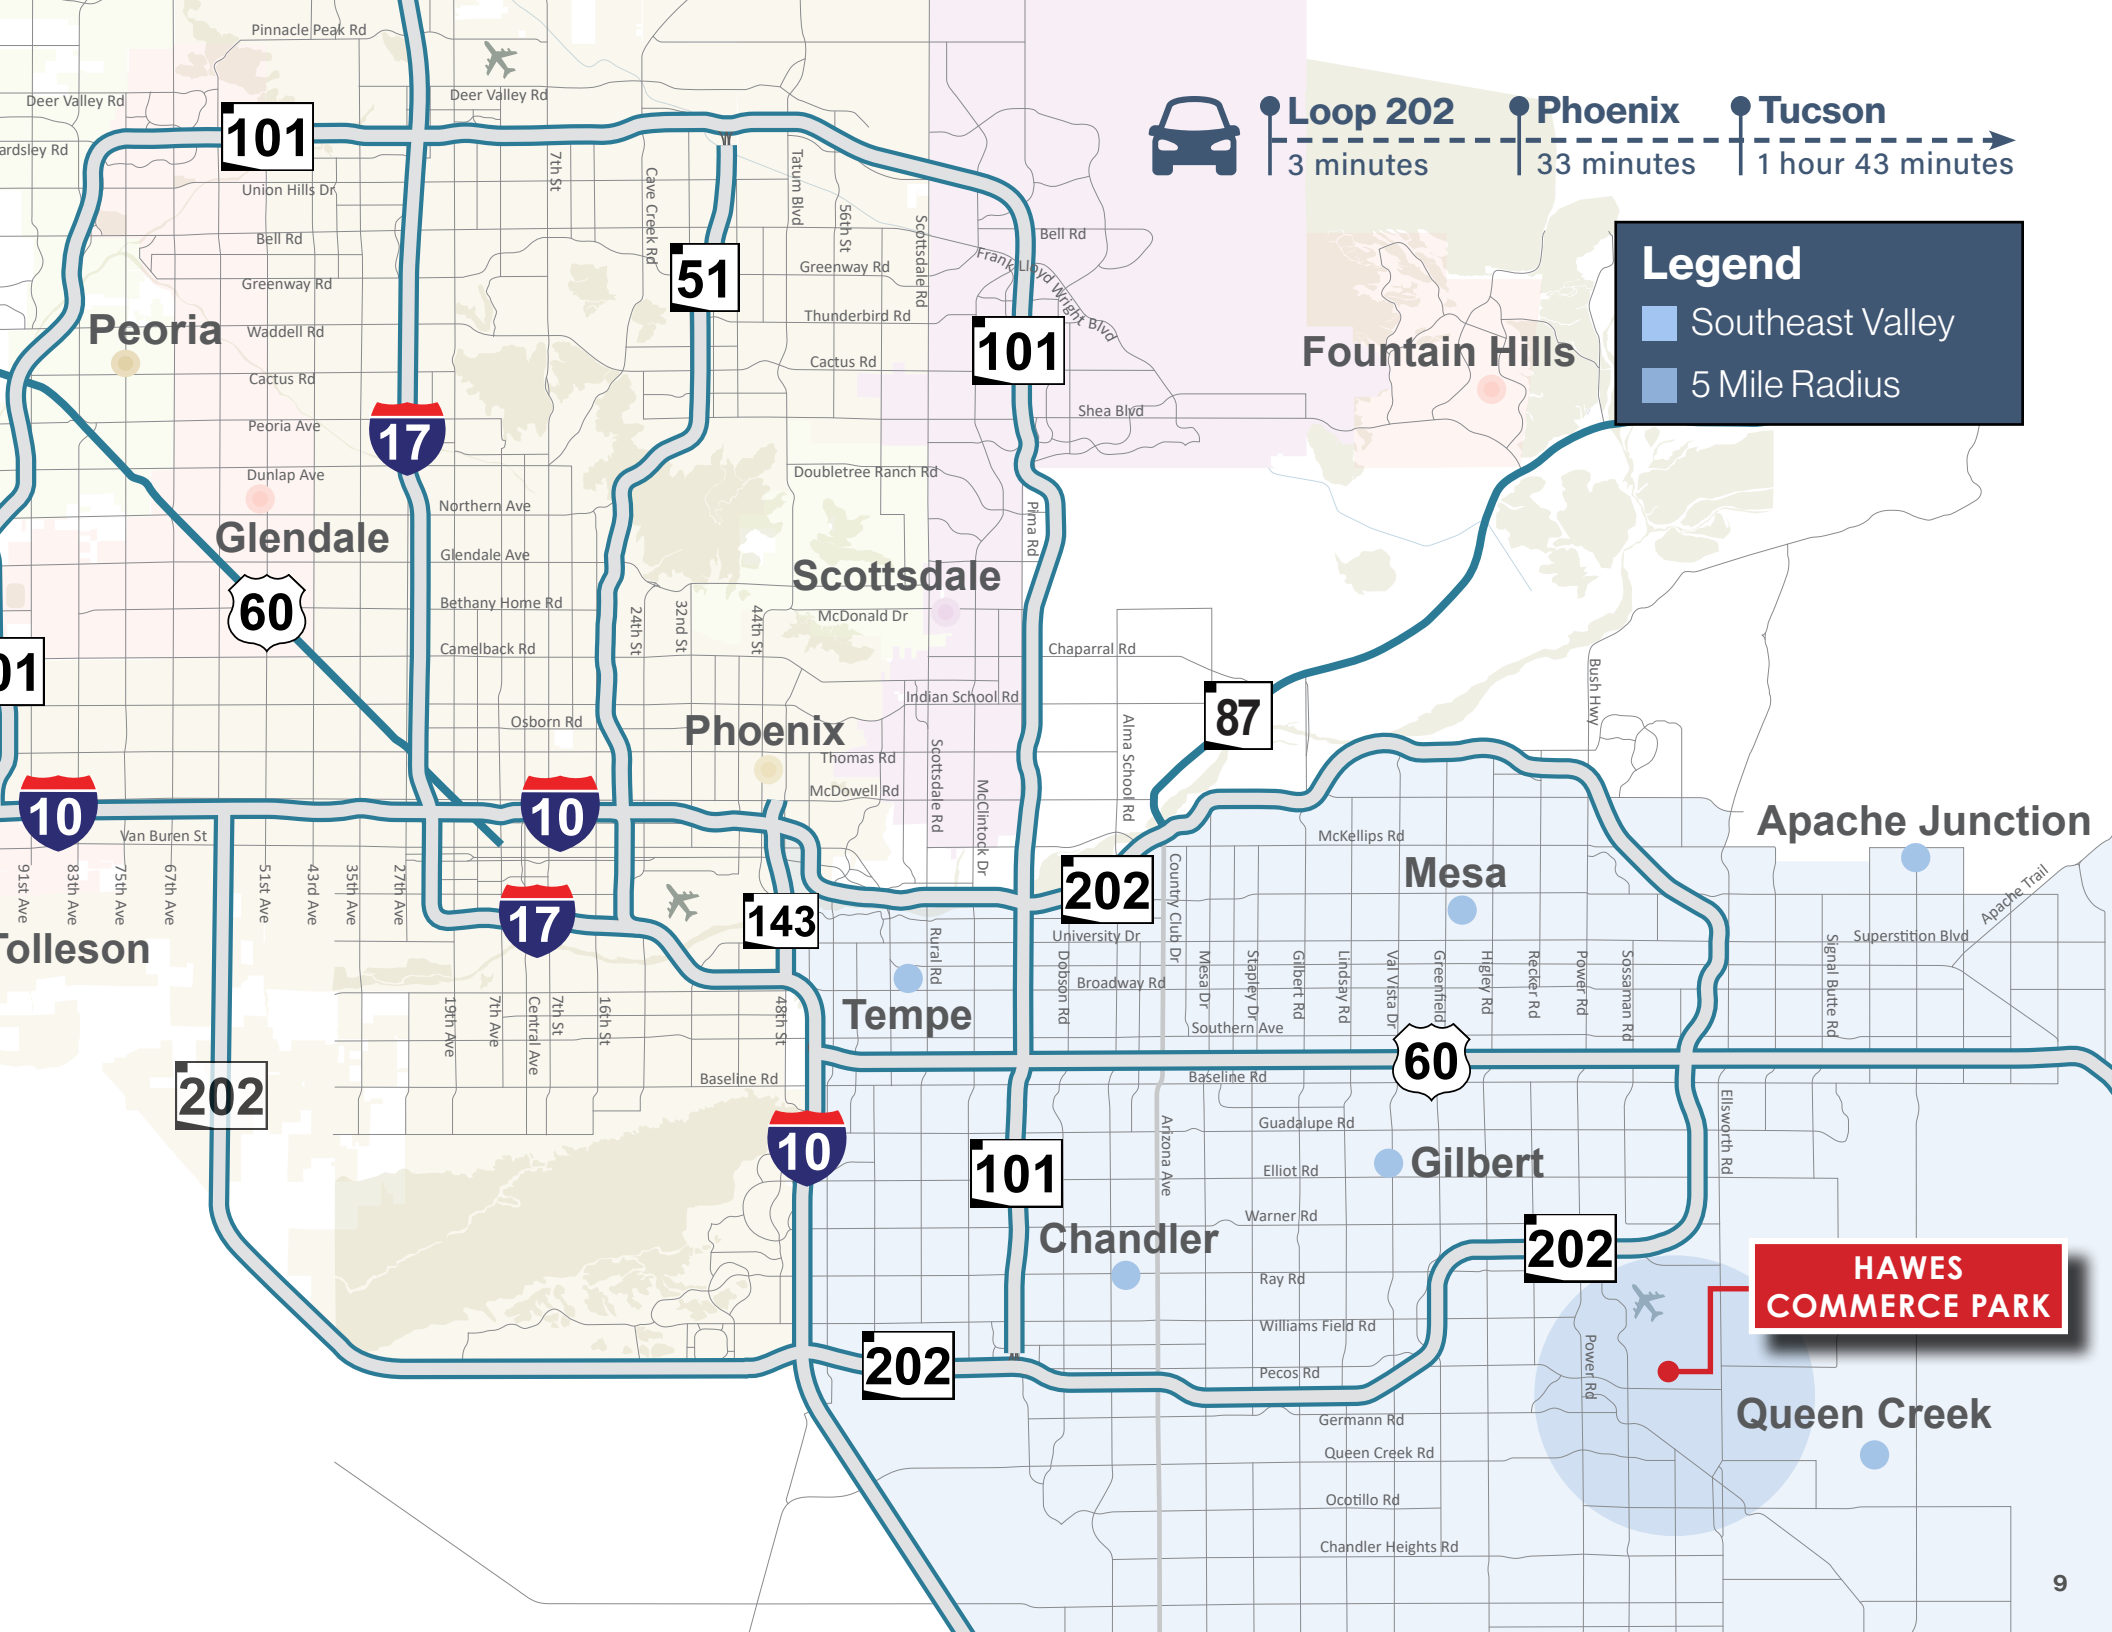 Pinnacle Peak Rd
Deer Valley Rd
Deer Valley Rd
101
ardsley Rd
Union Hills Dr
7th St
Cave Creek Rd
Tatum Blvd
56th St
Scottsdale Rd
Loop 202
3 minutes
Phoenix
33 minutes
Tucson
1 hour 43 minutes
Legend
Southeast Valley
5 Mile Radius
Bell Rd
Bell Rd
Frank Lloyd Wright Blvd
Greenway Rd
Greenway Rd
51
Thunderbird Rd
101
Peoria
Waddell Rd
Cactus Rd
Cactus Rd
Fountain Hills
Shea Blvd
Peoria Ave
17
Dunlap Ave
Doubletree Ranch Rd
Northern Ave
Pima Rd
Glendale
Glendale Ave
Scottsdale
60
Bethany Home Rd
24th St
32nd St
44th St
McDonald Dr
Camelback Rd
Chaparral Rd
01
Bush Hwy
Indian School Rd
87
Osborn Rd
Phoenix
Alma School Rd
Thomas Rd
Scottsdale Rd
McClintock Dr
McDowell Rd
10
10
Van Buren St
McKellips Rd
Apache Junction
Mesa
91st Ave
83th Ave
75th Ave
67th Ave
51st Ave
43rd Ave
35th Ave
27th Ave
17
143
202
Country Club Dr
Apache Trail
Tolleson
Rural Rd
University Dr
Superstition Blvd
Signal Butte Rd
Dobson Rd
Broadway Rd
Mesa Dr
Stapley Dr
Gilbert Rd
Lindsay Rd
Val Vista Dr
Greenfield
Higley Rd
Recker Rd
Power Rd
Sossaman Rd
Tempe
19th Ave
7th Ave
Central Ave
7th St
16th St
48th St
Southern Ave
60
Baseline Rd
Baseline Rd
202
10
Arizona Ave
Guadalupe Rd
Ellsworth Rd
101
Elliot Rd
Gilbert
Chandler
Warner Rd
202
HAWES
COMMERCE PARK
Ray Rd
Williams Field Rd
Power Rd
202
Pecos Rd
Germann Rd
Queen Creek
Queen Creek Rd
Ocotillo Rd
Chandler Heights Rd
9